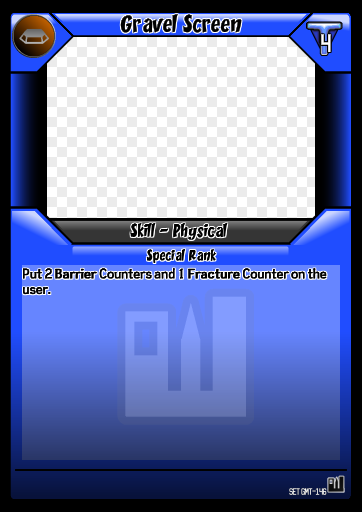 Gravel Screen
4
Skill - Physical
Special Rank
Put 2 Barrier Counters and 1 Fracture Counter on the
user.
SET GMT-146